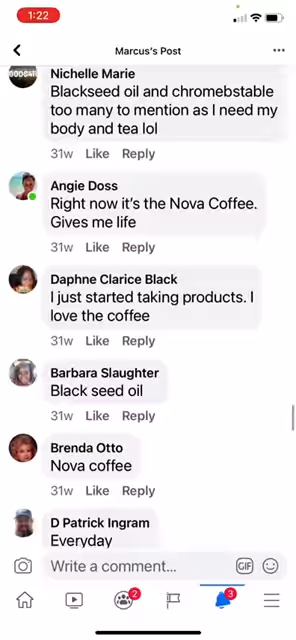 1:22
Marcus's Post
Nichelle Marie
Blackseed oil and chromebstable
too many to mention as I need my
body and tea lol
31w Like Reply
Angie Doss
Right now it's the Nova Coffee.
Gives me life
31w Like Reply
Daphne Clarice Black
I just started taking products. I
love the coffee
31w Like Reply
Barbara Slaughter
Black seed oil
31w Like Reply
Brenda Otto
Nova coffee
31w Like Reply
D Patrick Ingram
Everyday
Write a comment...
GIF
2
3